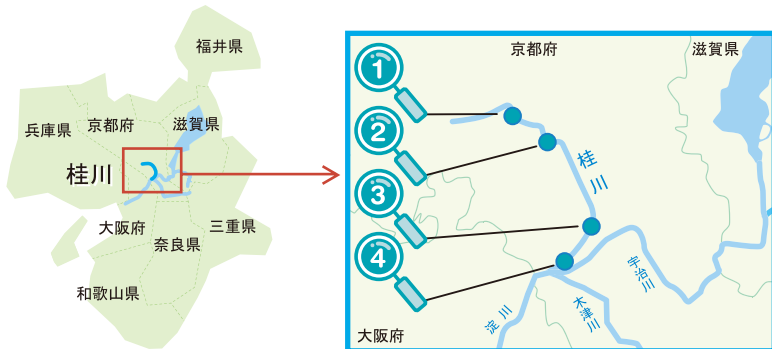 福井県
兵庫県
京都府
滋賀県
桂川
大阪府
奈良県
三重県
和歌山県
京都府
滋賀県
1
2
3
4
桂川
宇治川
木津川
淀川
大阪府